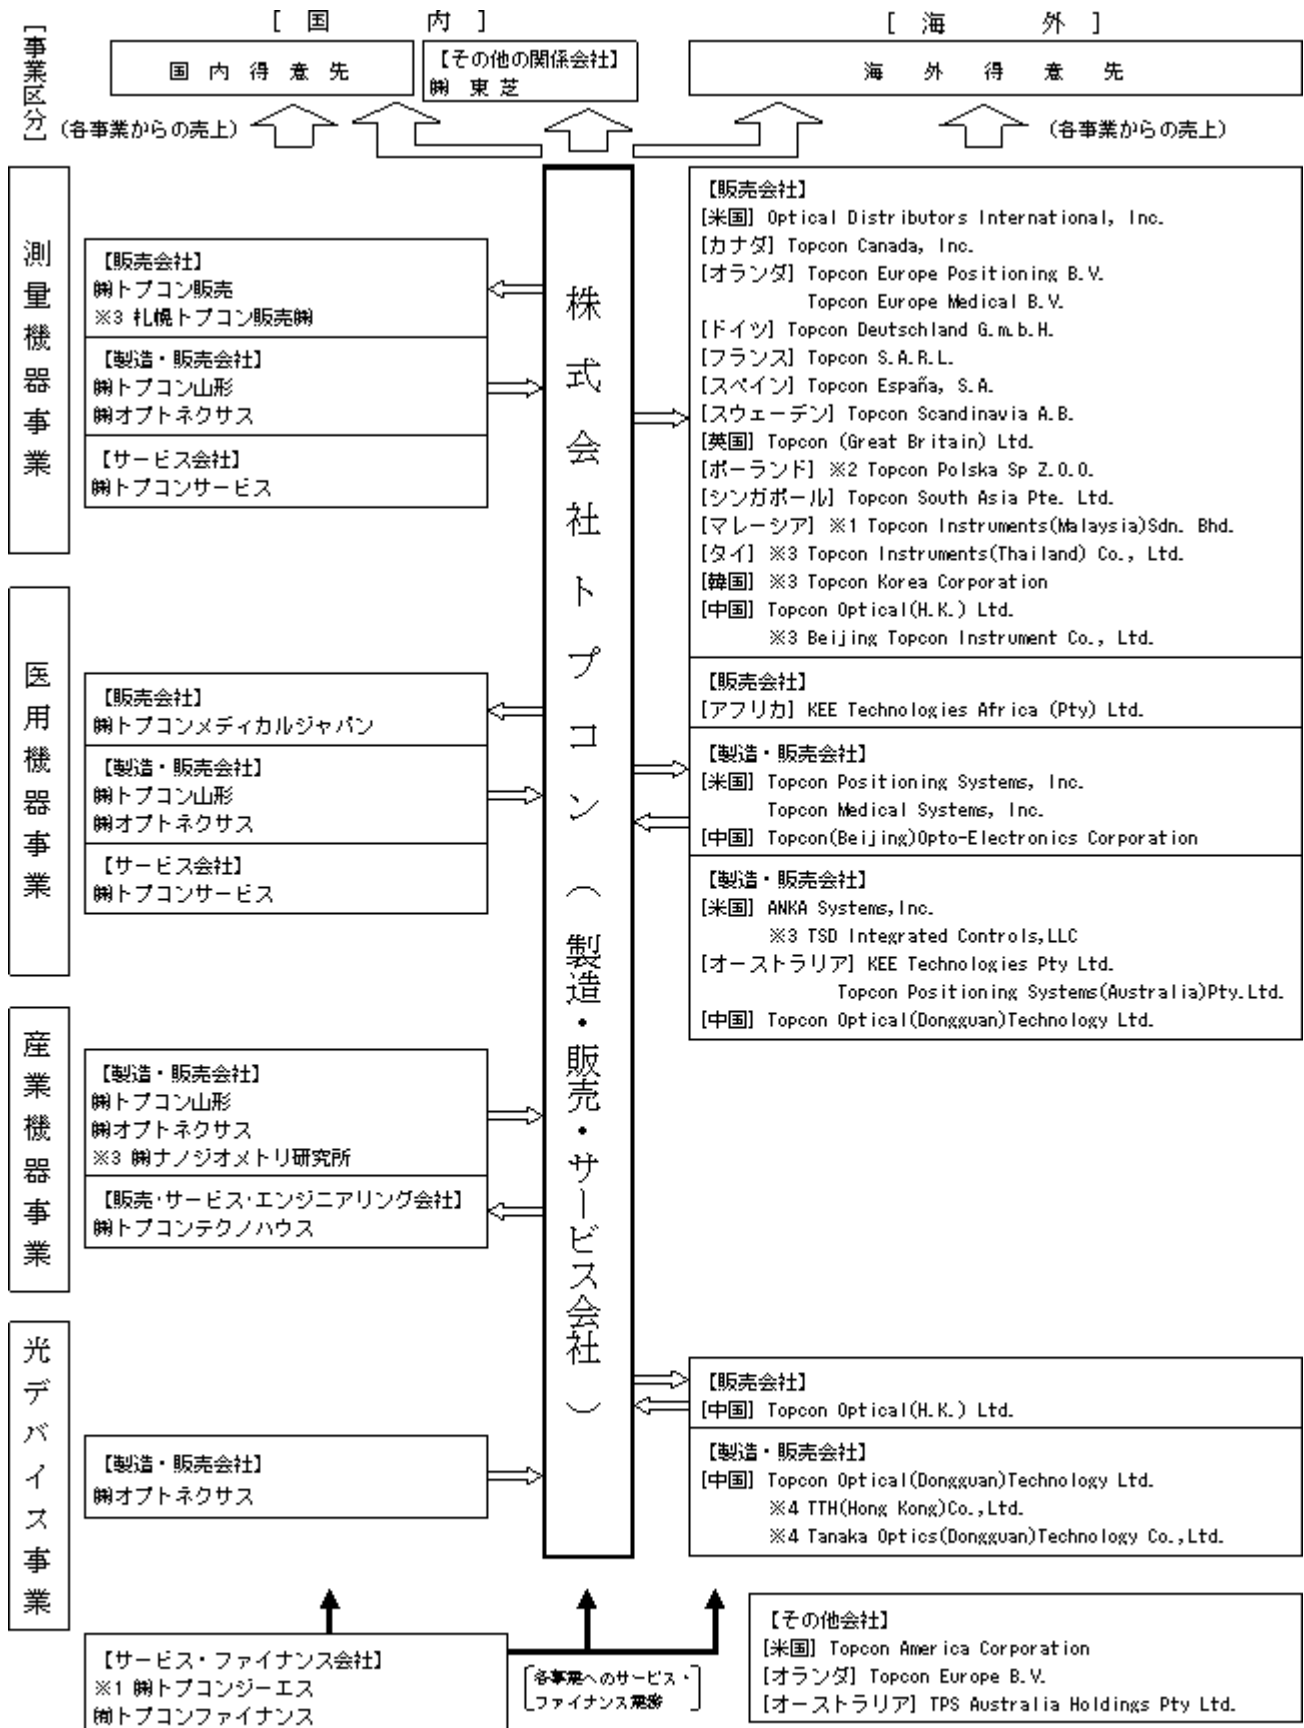 [ 国 内 ]
[ 海 外 ]
[事業区分]
国内得意先
【その他の関係会社】
㈱ 東芝
海外得意先
(各事業からの売上)
(各事業からの売上)
測量機器事業
【販売会社】
㈱トプコン販売
※3 札幌トプコン販売㈱
【製造・販売会社】
㈱トプコン山形
㈱オプトネクサス
【サービス会社】
㈱トプコンサービス
医用機器事業
【販売会社】
㈱トプコンメディカルジャパン
【製造・販売会社】
㈱トプコン山形
㈱オプトネクサス
【サービス会社】
㈱トプコンサービス
産業機器事業
【製造・販売会社】
㈱トプコン山形
㈱オプトネクサス
※3 ㈱ナノジオメトリ研究所
【販売・サービス・エンジニアリング会社】
㈱トプコンテクノハウス
光デバイス事業
【製造・販売会社】
㈱オプトネクサス
株式会社トプコン（製造・販売・サービス会社）
【販売会社】
[米国] Optical Distributors International, Inc.
[カナダ] Topcon Canada, Inc.
[オランダ] Topcon Europe Positioning B.V.
Topcon Europe Medical B.V.
[ドイツ] Topcon Deutschland G.m.b.H.
[フランス] Topcon S.A.R.L.
[スペイン] Topcon España, S.A.
[スウェーデン] Topcon Scandinavia A.B.
[英国] Topcon (Great Britain) Ltd.
[ポーランド] ※2 Topcon Polska Sp Z.O.O.
[シンガポール] Topcon South Asia Pte. Ltd.
[マレーシア] ※1 Topcon Instruments(Malaysia)Sdn. Bhd.
[タイ] ※3 Topcon Instruments(Thailand) Co., Ltd.
[韓国] ※3 Topcon Korea Corporation
[中国] Topcon Optical(H.K.) Ltd.
※3 Beijing Topcon Instrument Co., Ltd.
【販売会社】
[アフリカ] KEE Technologies Africa (Pty) Ltd.
【製造・販売会社】
[米国] Topcon Positioning Systems, Inc.
Topcon Medical Systems, Inc.
[中国] Topcon(Beijing)Opto-Electronics Corporation
【製造・販売会社】
[米国] ANKA Systems,Inc.
※3 TSD Integrated Controls,LLC
[オーストラリア] KEE Technologies Pty Ltd.
Topcon Positioning Systems(Australia)Pty.Ltd.
[中国] Topcon Optical(Dongguan)Technology Ltd.
【販売会社】
[中国] Topcon Optical(H.K.) Ltd.
【製造・販売会社】
[中国] Topcon Optical(Dongguan)Technology Ltd.
※4 TTH(Hong Kong)Co.,Ltd.
※4 Tanaka Optics(Dongguan)Technology Co.,Ltd.
【サービス・ファイナンス会社】
※1 ㈱トプコンジーエス
㈲トプコンファイナンス
[各事業へのサービス・
ファイナンス業務]
【その他会社】
[米国] Topcon America Corporation
[オランダ] Topcon Europe B.V.
[オーストラリア] TPS Australia Holdings Pty Ltd.